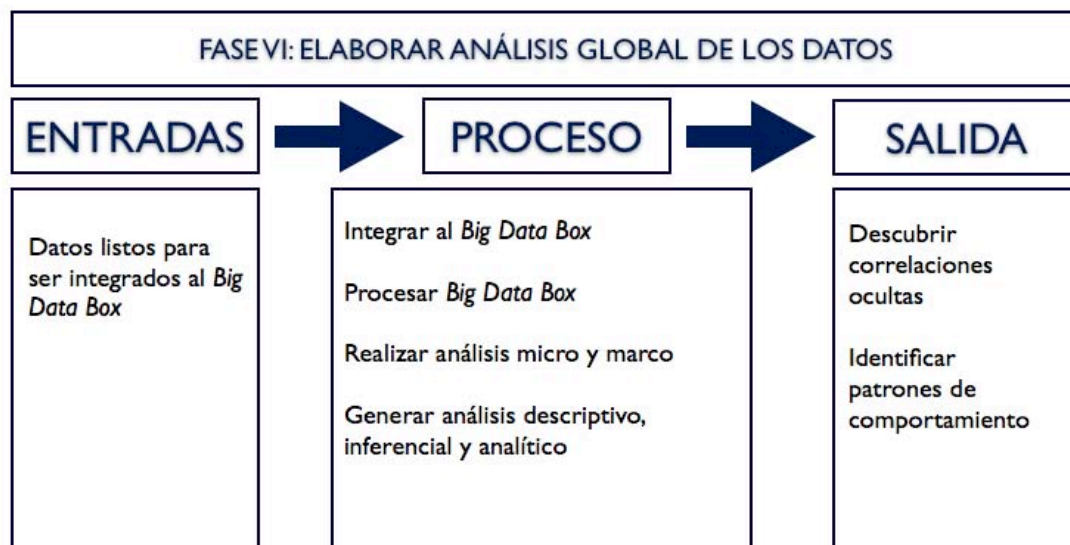 FASE VI: ELABORAR ANÁLISIS GLOBAL DE LOS DATOS
ENTRADAS
PROCESO
SALIDA
Datos listos para
ser integrados al Big
Data Box
Integrar al Big Data Box
Procesar Big Data Box
Realizar análisis micro y marco
Generar análisis descriptivo,
inferencial y analítico
Descubrir
correlaciones
ocultas
Identificar
patrones de
comportamiento